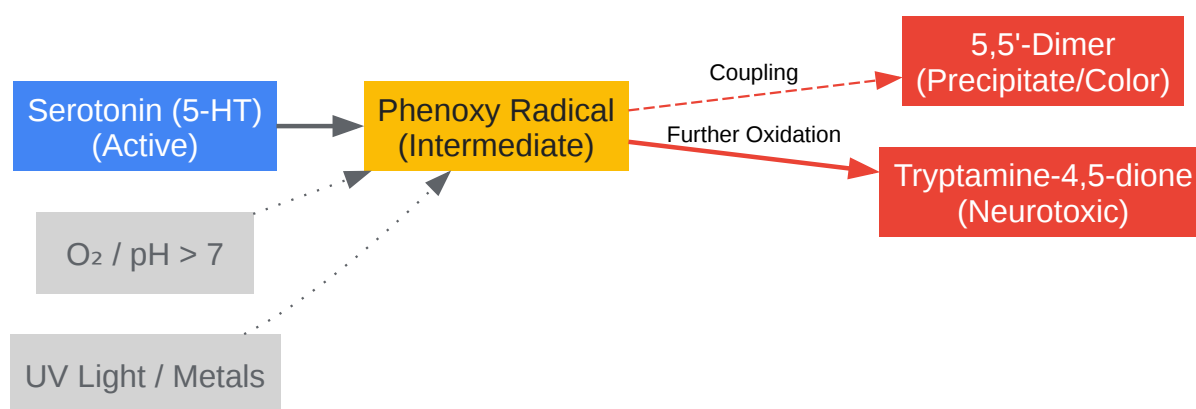 Serotonin (5-HT)
(Active)
O₂ / pH > 7
UV Light / Metals
Phenoxy Radical
(Intermediate)
Coupling
Further Oxidation
5,5'-Dimer
(Precipitate/Color)
Tryptamine-4,5-dione
(Neurotoxic)